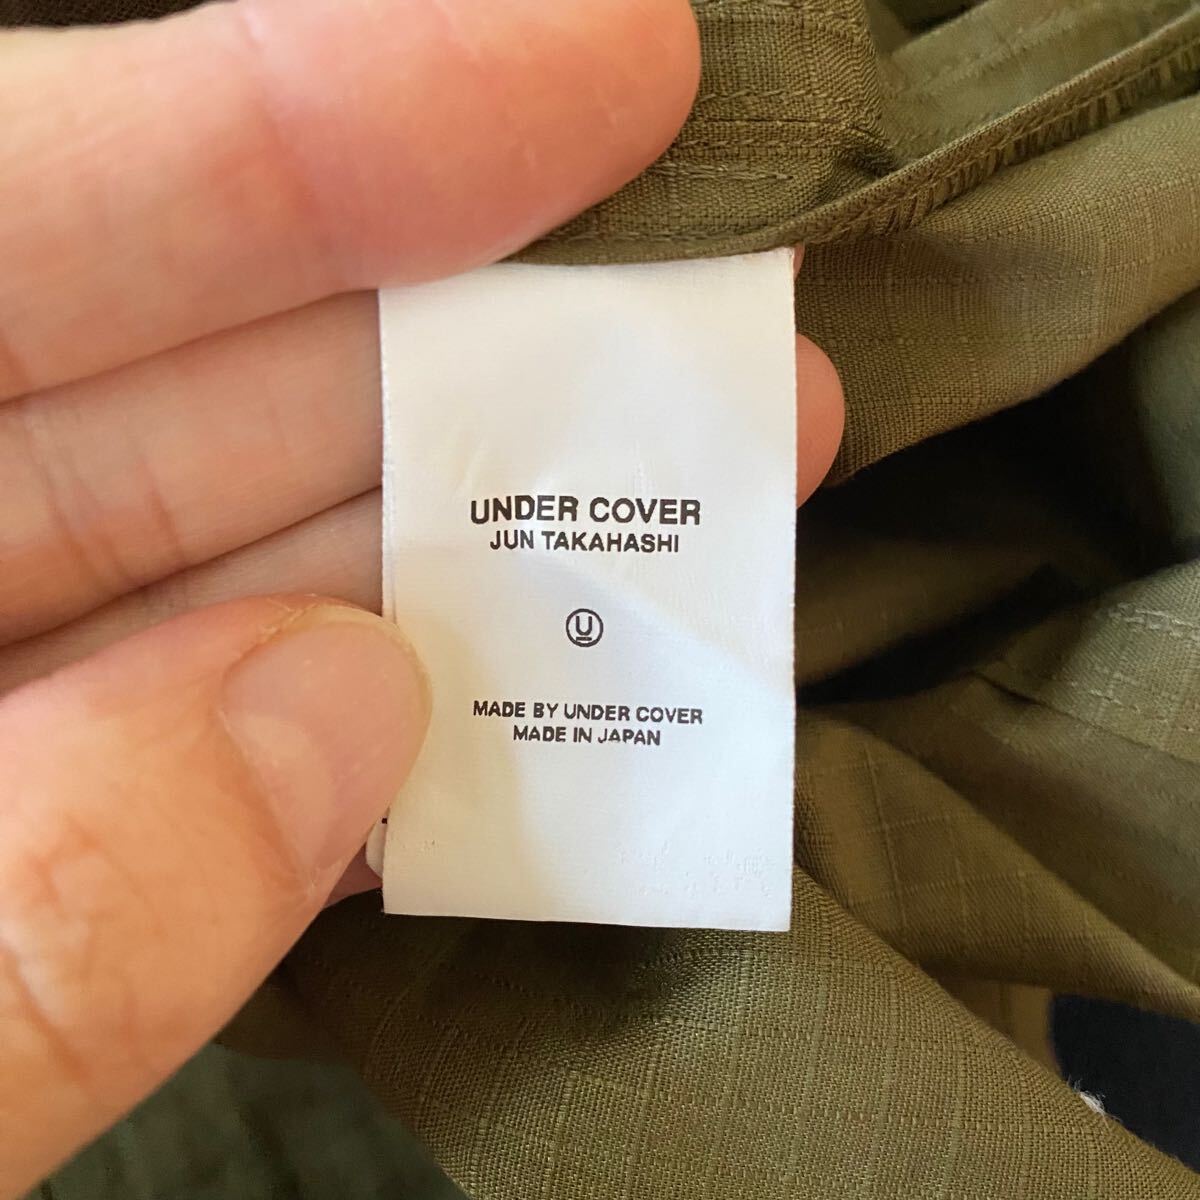 UNDER COVER
JUN TAKAHASHI
U
MADE BY UNDER COVER
MADE IN JAPAN